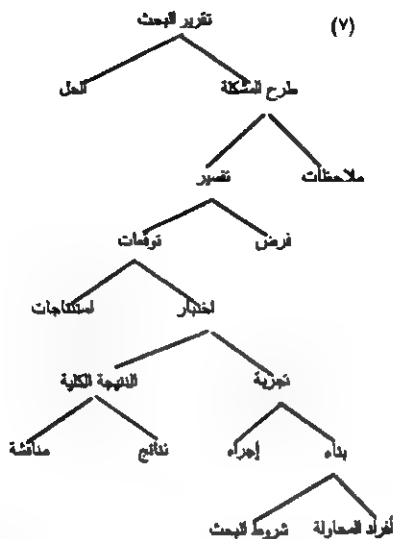 (٧)
تقرير البحث
طرح المشكلة الحل
ملاحظات تفسير
فرض توقعات
اختبار استنتاجات
تجربة النتيجة الكلية
بناء إجراء نتائج مناقشة
أفراد المحاولة شروط البحث